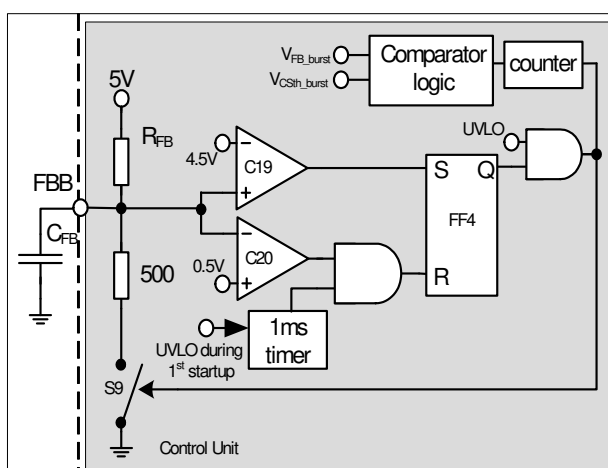 V_FB_burst
V_CSth_burst
Comparator
logic
counter
5V
UVLO
R_FB
4.5V
−
C19
+
S
Q
FBB
FF4
C_FB
−
C20
+
500
0.5V
R
1ms
timer
UVLO during
1st startup
S9
Control Unit